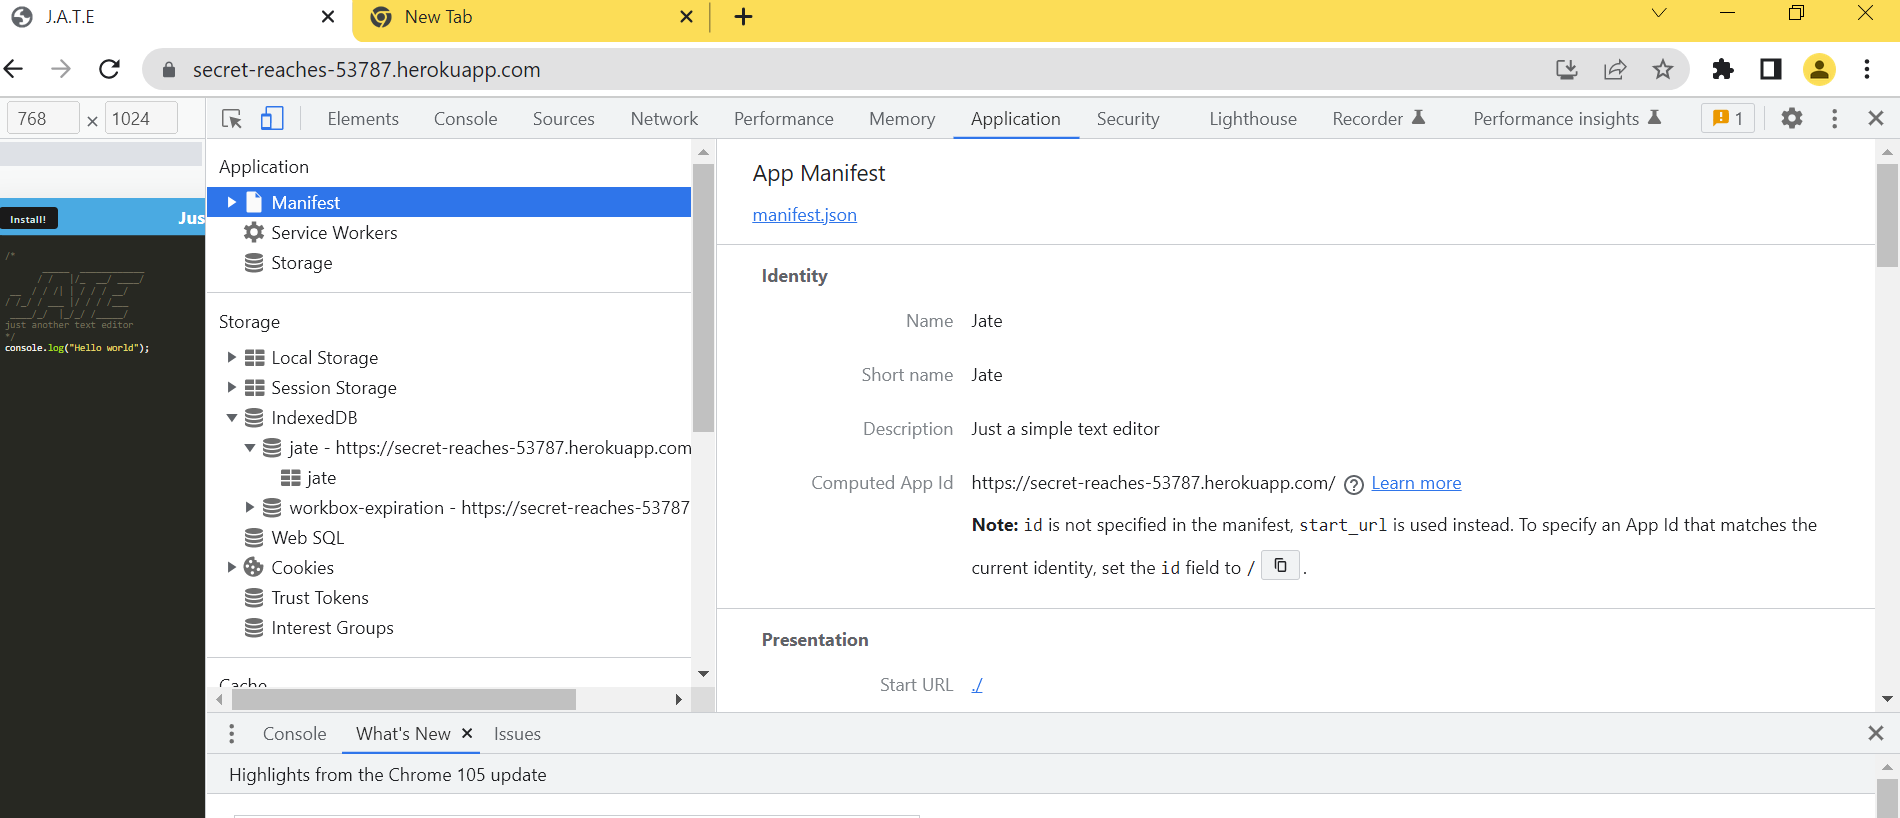 J.A.T.E
New Tab
secret-reaches-53787.herokuapp.com
768 × 1024
Elements Console Sources Network Performance Memory Application Security Lighthouse Recorder Performance insights 1
Install!
Jus
/*
just another text editor
*/
console.log("Hello world");
Application
Manifest
Service Workers
Storage
Storage
Local Storage
Session Storage
IndexedDB
jate - https://secret-reaches-53787.herokuapp.com
jate
workbox-expiration - https://secret-reaches-53787
Web SQL
Cookies
Trust Tokens
Interest Groups
Cache
App Manifest
manifest.json
Identity
Name Jate
Short name Jate
Description Just a simple text editor
Computed App Id https://secret-reaches-53787.herokuapp.com/ Learn more
Note: id is not specified in the manifest, start_url is used instead. To specify an App Id that matches the
current identity, set the id field to / .
Presentation
Start URL ./
Console What's New Issues
Highlights from the Chrome 105 update